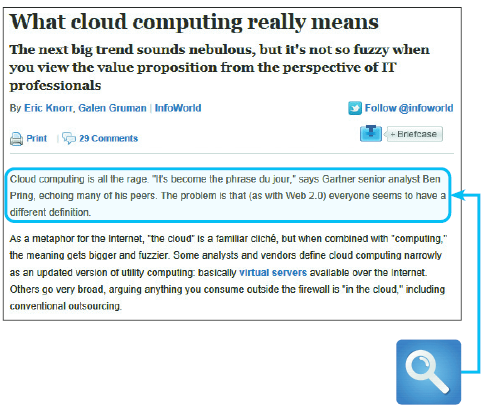 What cloud computing really means
The next big trend sounds nebulous, but it's not so fuzzy when
you view the value proposition from the perspective of IT
professionals
By Eric Knorr, Galen Gruman | InfoWorld
Follow @infoworld
Print | 29 Comments
+ Briefcase
Cloud computing is all the rage. "It's become the phrase du jour," says Gartner senior analyst Ben
Pring, echoing many of his peers. The problem is that (as with Web 2.0) everyone seems to have a
different definition.
As a metaphor for the Internet, "the cloud" is a familiar cliché, but when combined with "computing,"
the meaning gets bigger and fuzzier. Some analysts and vendors define cloud computing narrowly
as an updated version of utility computing: basically virtual servers available over the Internet.
Others go very broad, arguing anything you consume outside the firewall is "in the cloud," including
conventional outsourcing.